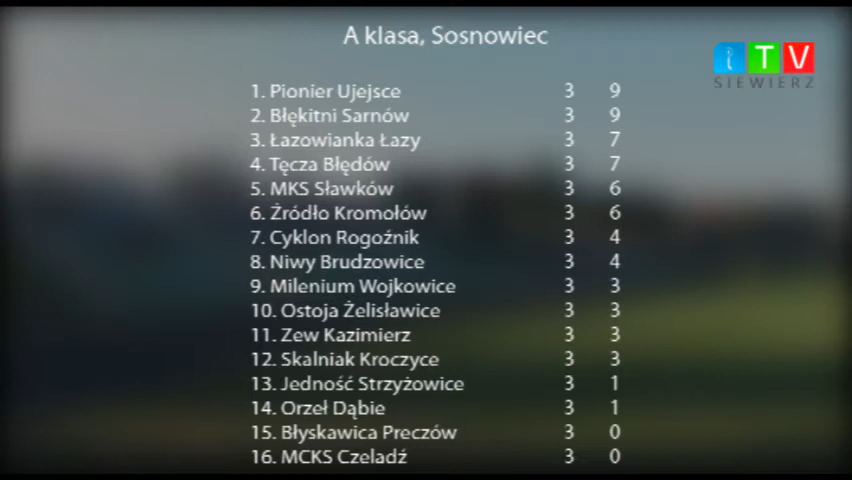 A klasa, Sosnowiec
iTV
SIEWIERZ
1. Pionier Ujejsce 3 9
2. Błękitni Sarnów 3 9
3. Łazowianka Łazy 3 7
4. Tęcza Błędów 3 7
5. MKS Sławków 3 6
6. Źródło Kromołów 3 6
7. Cyklon Rogoźnik 3 4
8. Niwy Brudzowice 3 4
9. Milenium Wojkowice 3 3
10. Ostoja Żelisławice 3 3
11. Zew Kazimierz 3 3
12. Skalniak Kroczyce 3 3
13. Jedność Strzyżowice 3 1
14. Orzeł Dąbie 3 1
15. Błyskawica Preczów 3 0
16. MCKS Czeladź 3 0